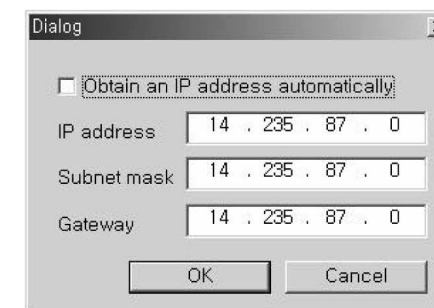 Dialog
Obtain an IP address automatically
IP address 14 . 235 . 87 . 0
Subnet mask 14 . 235 . 87 . 0
Gateway 14 . 235 . 87 . 0
OK Cancel